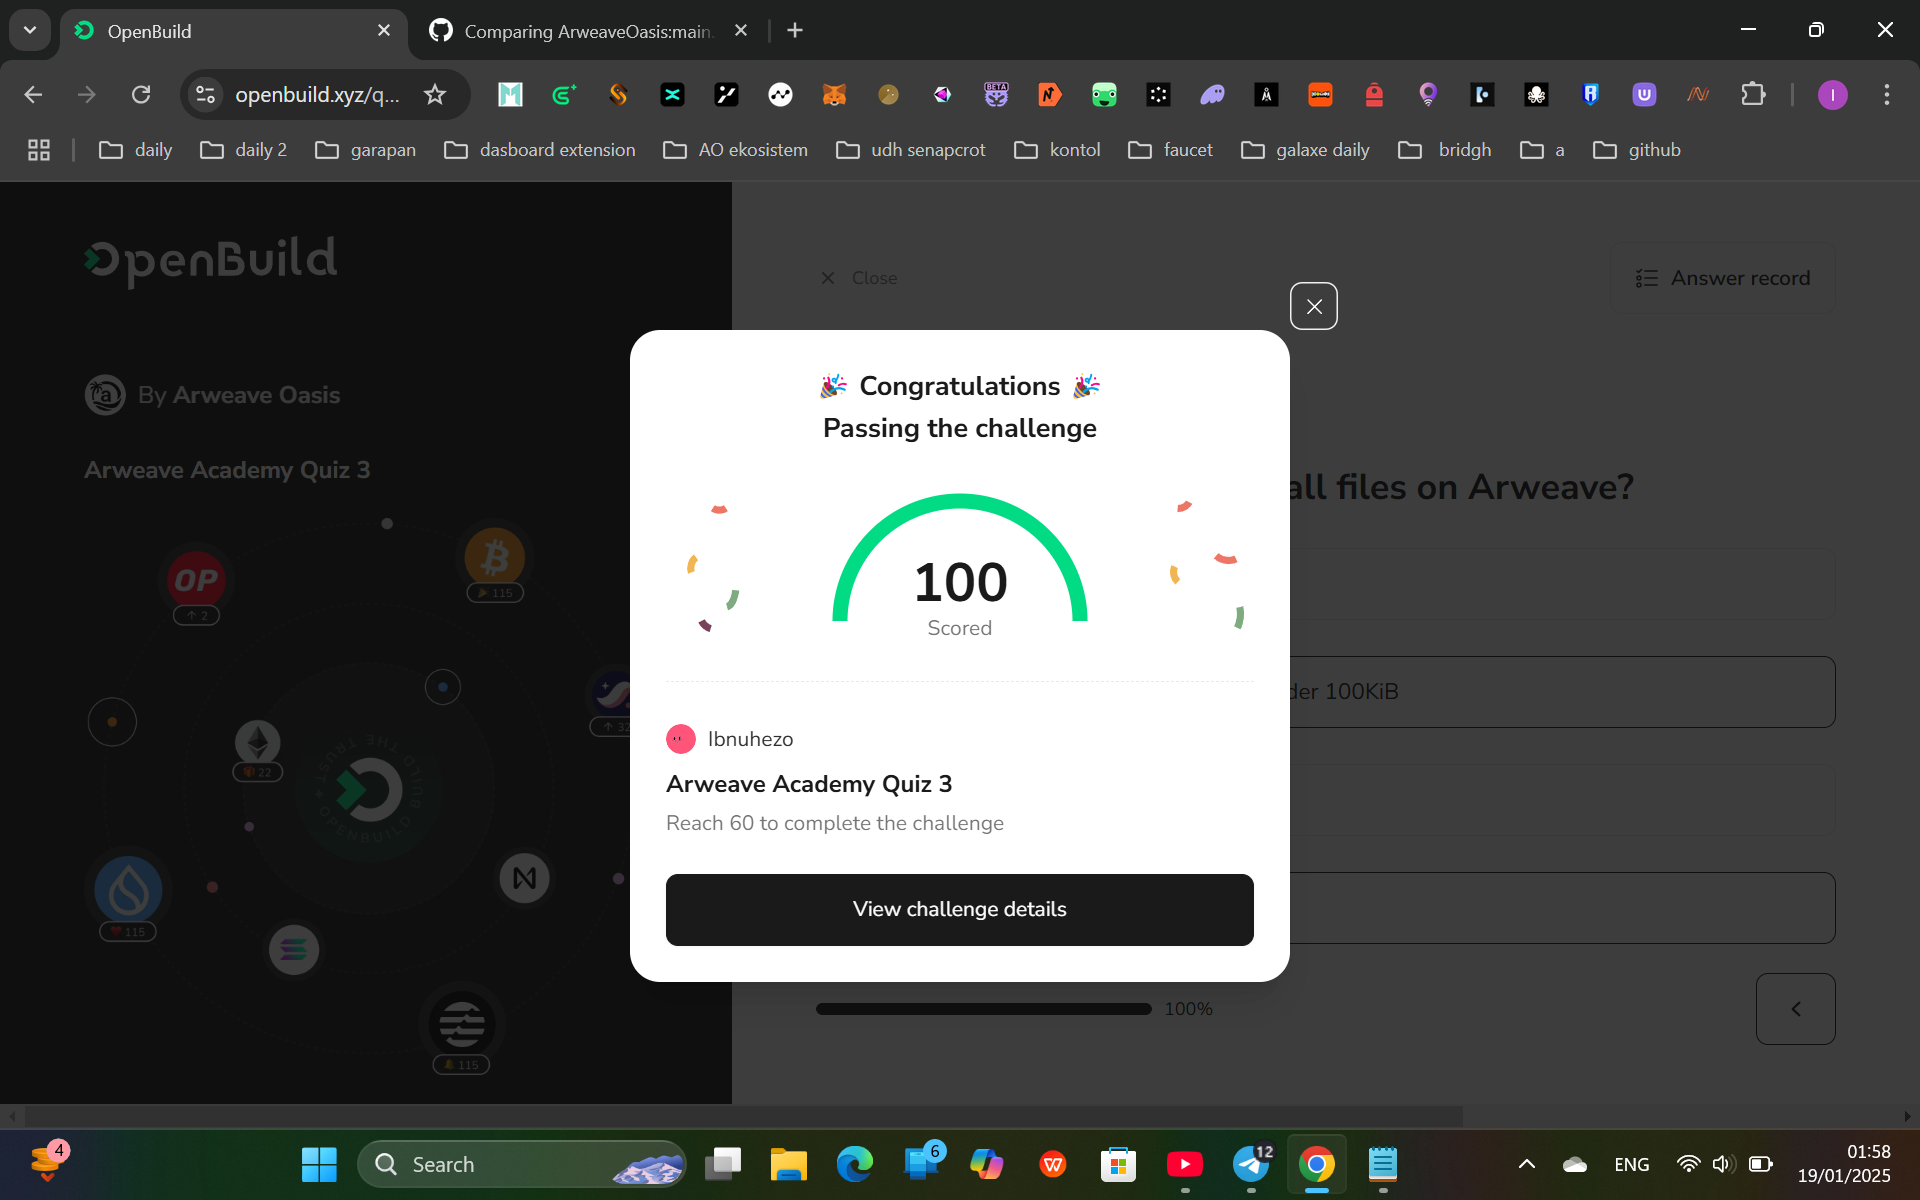 OpenBuild
Comparing ArweaveOasis:main
openbuild.xyz/q...
BETA
daily
daily 2
garapan
dasboard extension
AO ekosistem
udh senapcrot
kontol
faucet
galaxe daily
bridgh
a
github
OpenBuild
By Arweave Oasis
Arweave Academy Quiz 3
OP
2
115
32
22
115
115
Close
Answer record
all files on Arweave?
der 100KiB
100%
Congratulations
Passing the challenge
100
Scored
Ibnuhezo
Arweave Academy Quiz 3
Reach 60 to complete the challenge
View challenge details
4
Search
6
12
ENG
01:58
19/01/2025